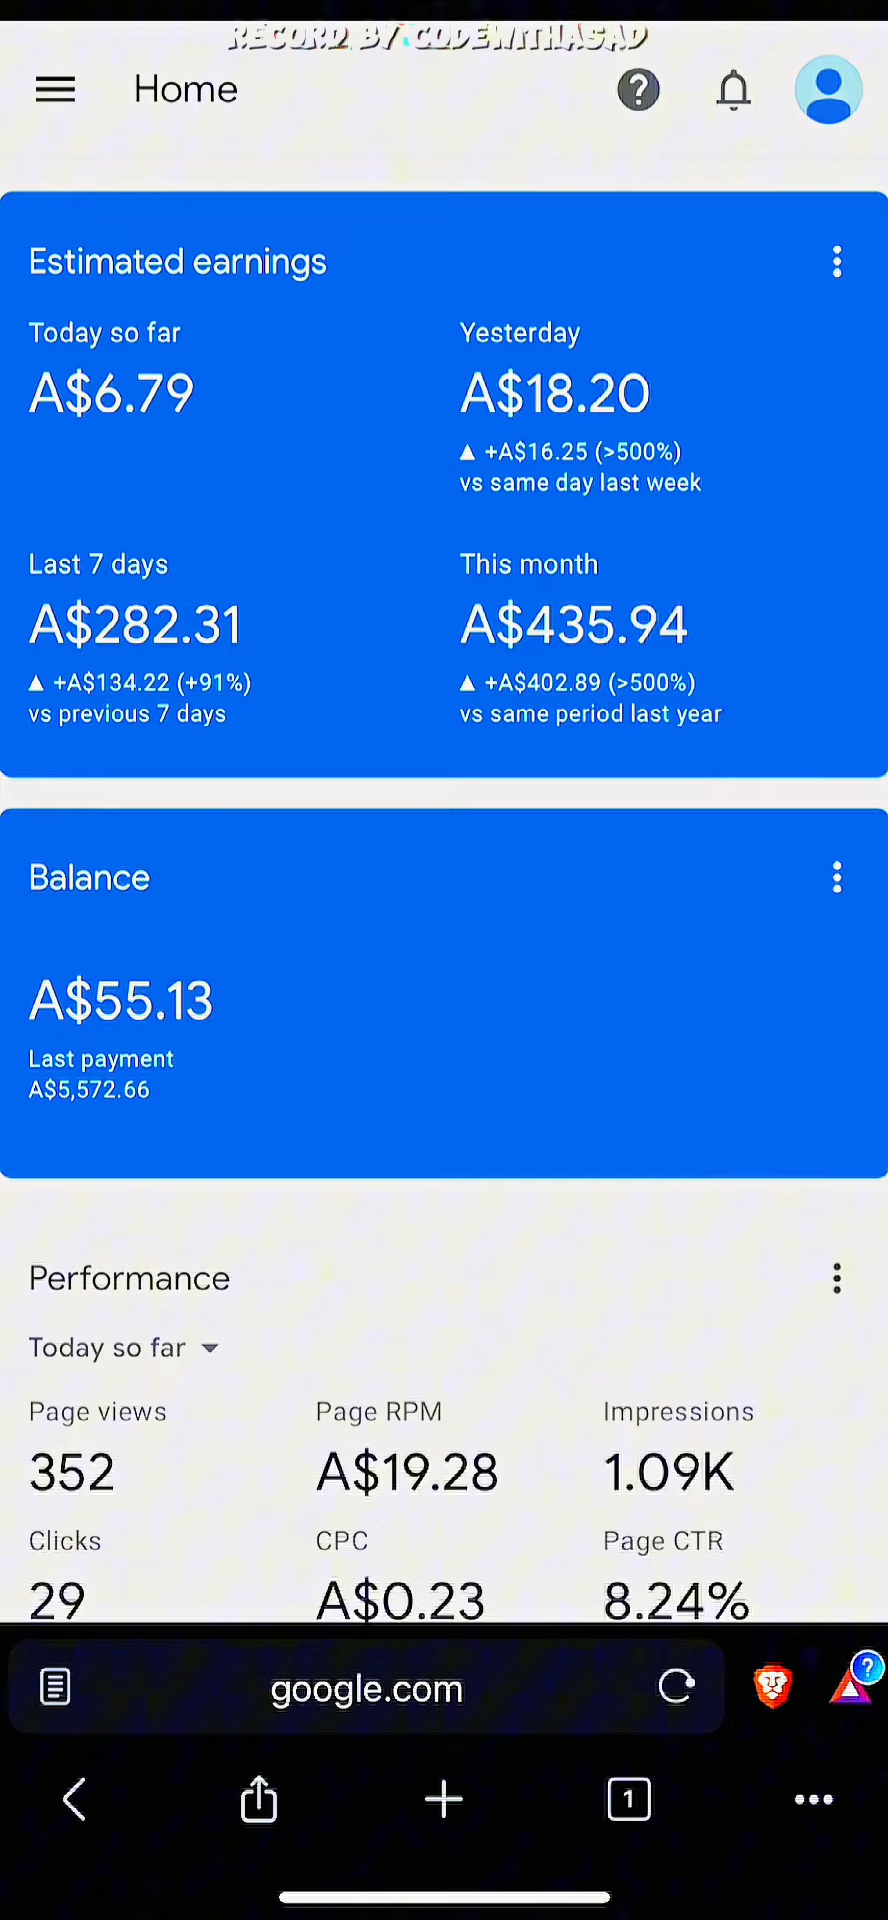 RECORD BY CODEWITHASAD
Home
Estimated earnings
Today so far
A$6.79
Yesterday
A$18.20
▲ +A$16.25 (>500%)
vs same day last week
Last 7 days
A$282.31
▲ +A$134.22 (+91%)
vs previous 7 days
This month
A$435.94
▲ +A$402.89 (>500%)
vs same period last year
Balance
A$55.13
Last payment
A$5,572.66
Performance
Today so far
Page views
352
Page RPM
A$19.28
Impressions
1.09K
Clicks
29
CPC
A$0.23
Page CTR
8.24%
google.com
1